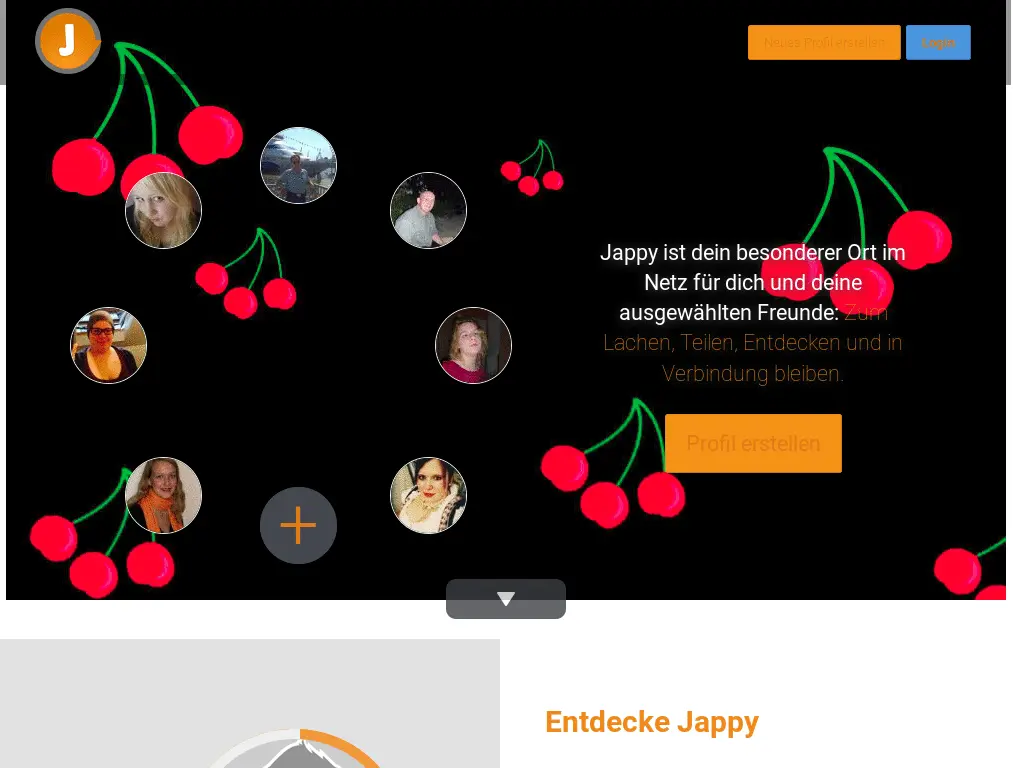 J
Neues Profil erstellen
Login
Jappy ist dein besonderer Ort im
Netz für dich und deine
ausgewählten Freunde: Zum
Lachen, Teilen, Entdecken und in
Verbindung bleiben.
Profil erstellen
Entdecke Jappy